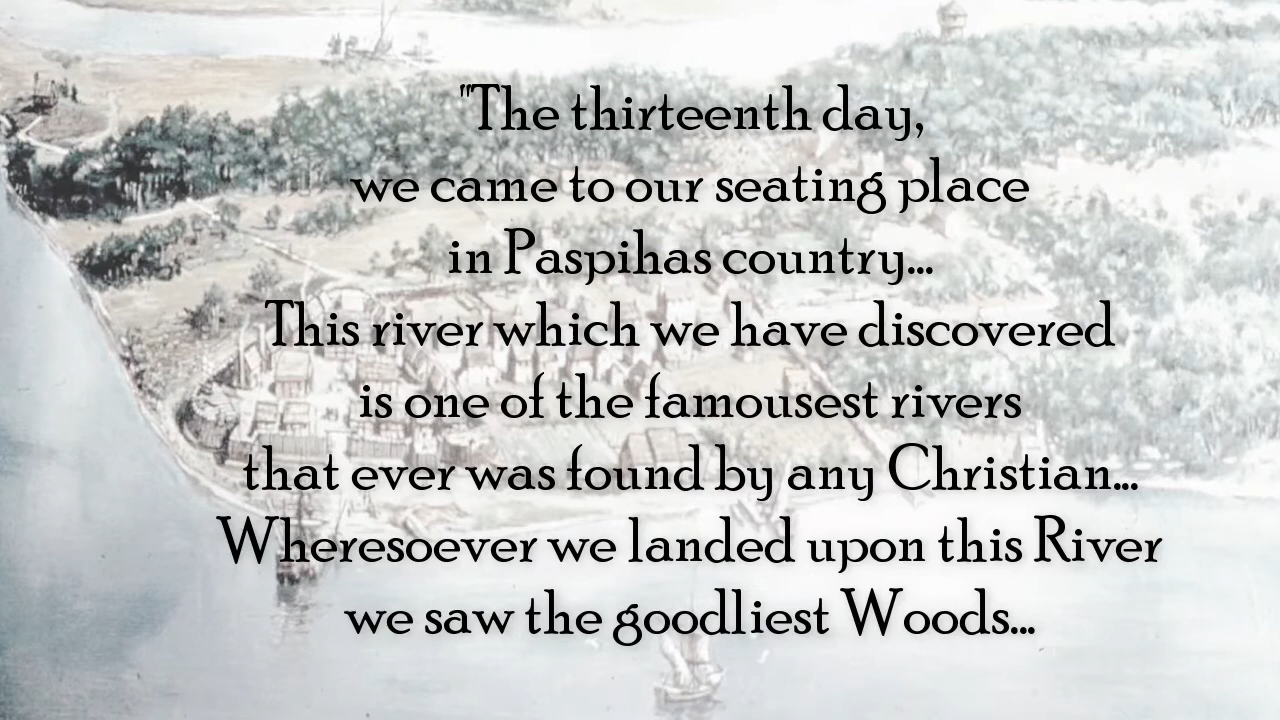 "The thirteenth day,
we came to our seating place
in Paspihas country...
This river which we have discovered
is one of the famousest rivers
that ever was found by any Christian...
Wheresoever we landed upon this River
we saw the goodliest Woods...